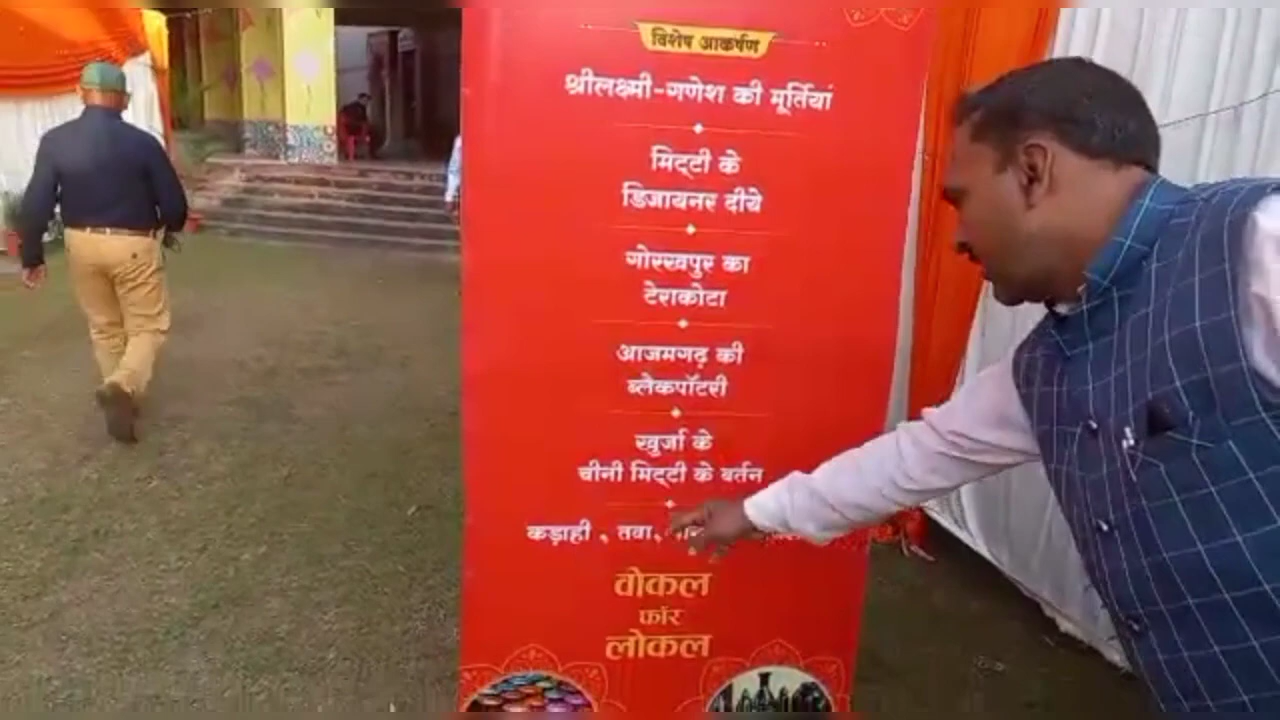 विशेष आकर्षण
श्रीलक्ष्मी-गणेश की मूर्तियां
मिट्टी के
डिजायनर दीये
गोरखपुर का
टेराकोटा
आजमगढ़ की
ब्लैकपॉटरी
खुर्जा के
चीनी मिट्टी के बर्तन
कड़ाही , तवा,
वोकल
फॉर
लोकल